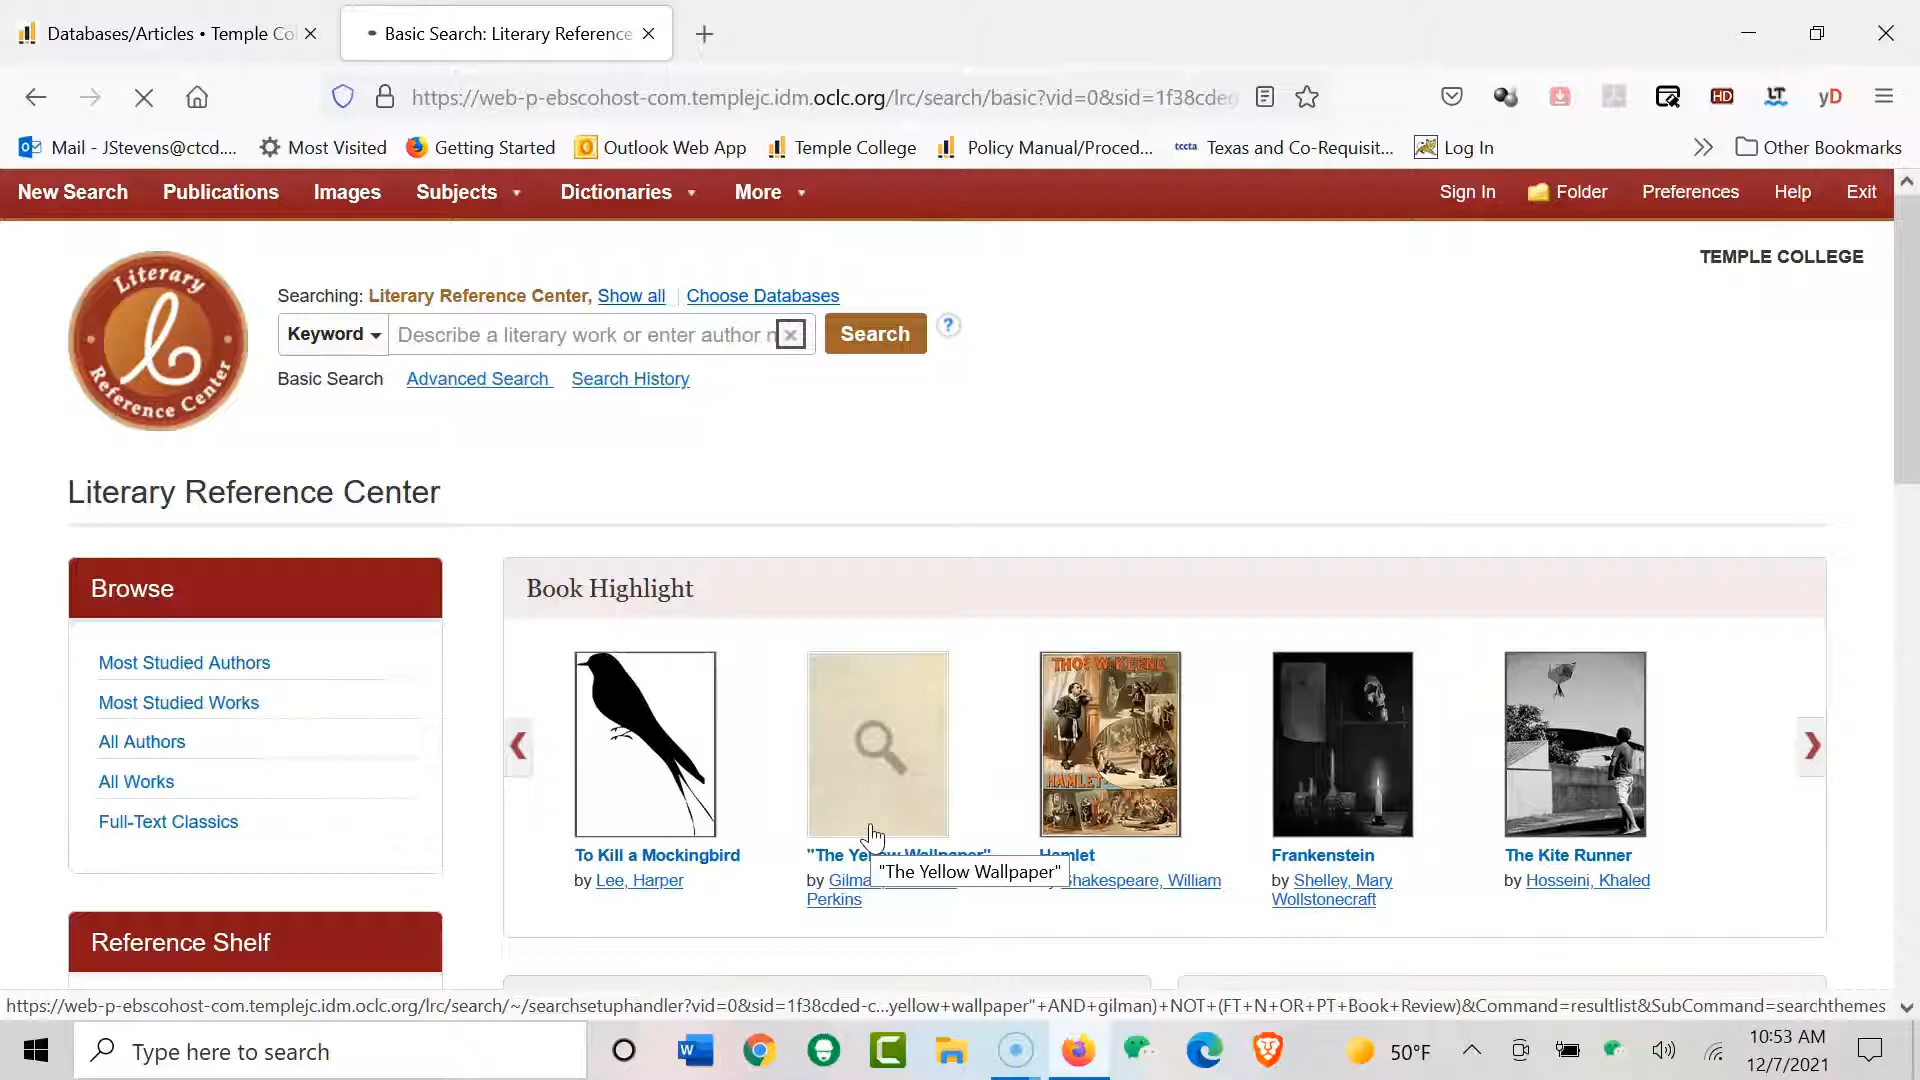 Databases/Articles • Temple Co
Basic Search: Literary Reference
https://web-p-ebscohost-com.templejc.idm.oclc.org/lrc/search/basic?vid=0&sid=1f38cded
HD
LT
yD
Mail - JStevens@ctcd....
Most Visited
Getting Started
Outlook Web App
Temple College
Policy Manual/Proced...
tccta
Texas and Co-Requisit...
Log In
Other Bookmarks
New Search
Publications
Images
Subjects
Dictionaries
More
Sign In
Folder
Preferences
Help
Exit
TEMPLE COLLEGE
Literary
Reference Center
Searching: Literary Reference Center, Show all
Choose Databases
Keyword
Describe a literary work or enter author n
Search
?
Basic Search
Advanced Search
Search History
Literary Reference Center
Browse
Most Studied Authors
Most Studied Works
All Authors
All Works
Full-Text Classics
Reference Shelf
Book Highlight
THOS W. KEENE
HAMLET
To Kill a Mockingbird
by Lee, Harper
"The Yellow Wallpaper"
by Gilma
Perkins
"The Yellow Wallpaper"
Hamlet
by Shakespeare, William
Frankenstein
by Shelley, Mary
Wollstonecraft
The Kite Runner
by Hosseini, Khaled
https://web-p-ebscohost-com.templejc.idm.oclc.org/lrc/search/~/searchsetuphandler?vid=0&sid=1f38cded-c...yellow+wallpaper"+AND+gilman)+NOT+(FT+N+OR+PT+Book+Review)&Command=resultlist&SubCommand=searchthemes
Type here to search
W
50°F
10:53 AM
12/7/2021